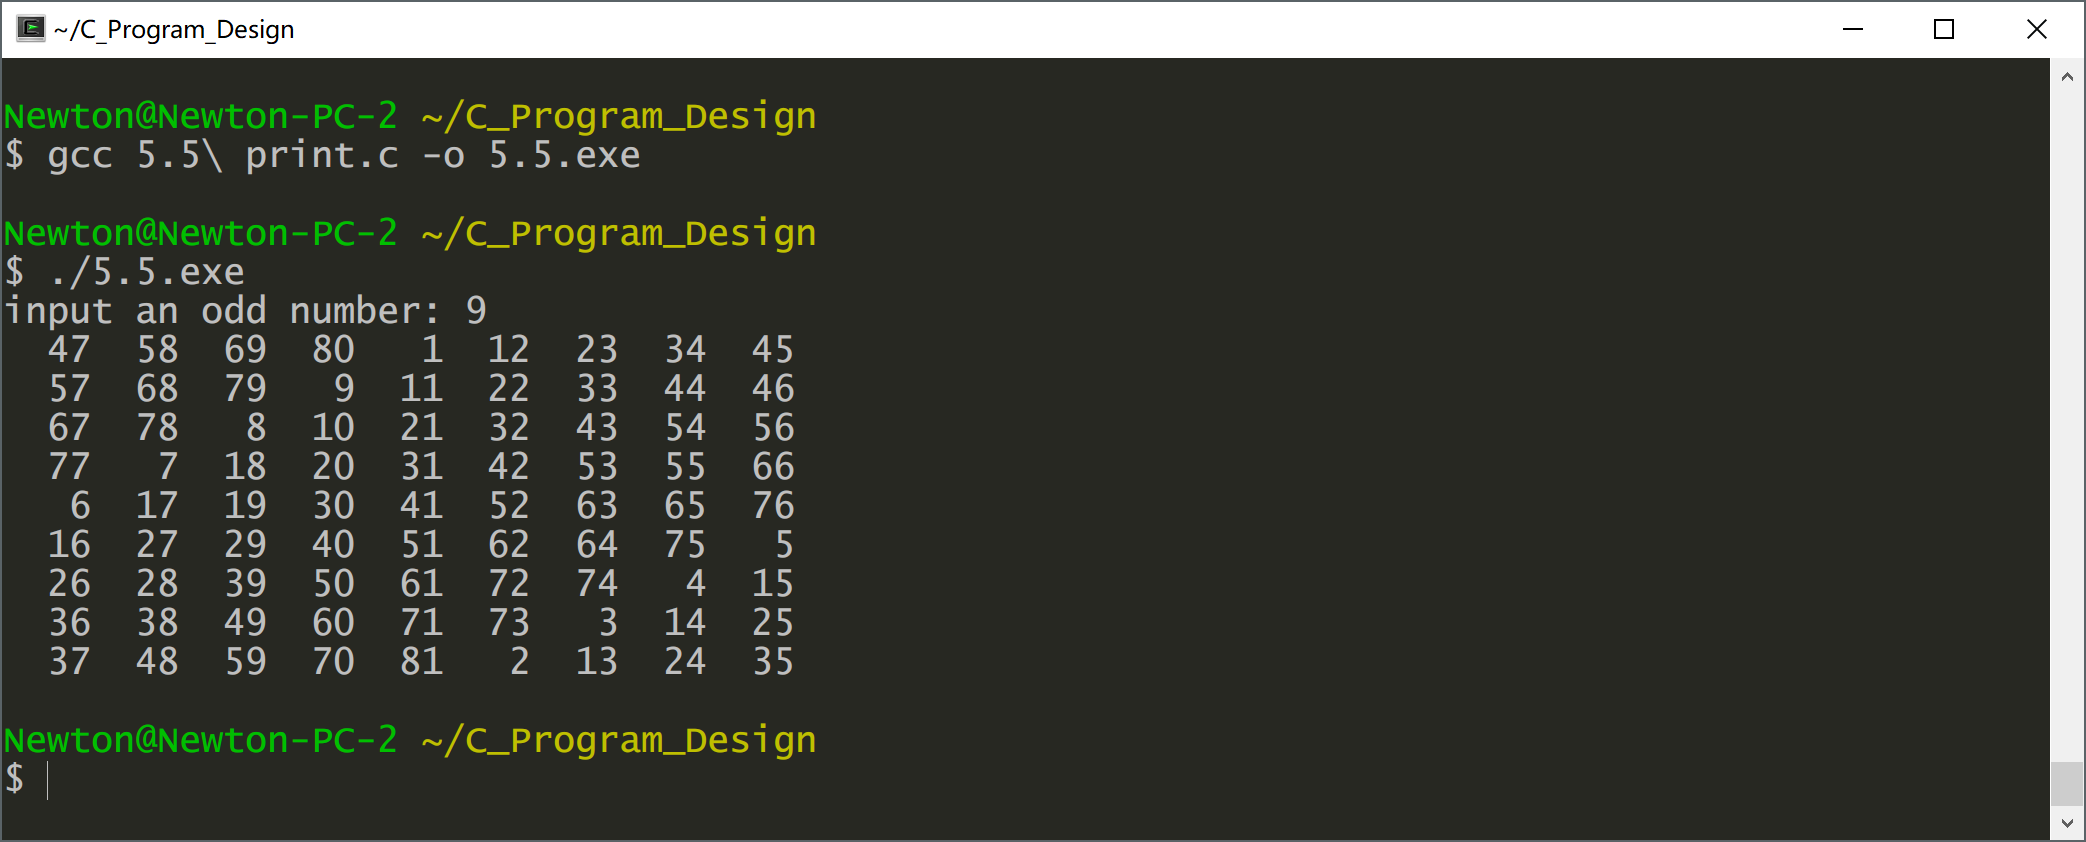 ~/C_Program_Design
Newton@Newton-PC-2 ~/C_Program_Design
$ gcc 5.5\ print.c -o 5.5.exe
Newton@Newton-PC-2 ~/C_Program_Design
$ ./5.5.exe
input an odd number: 9
47 58 69 80 1 12 23 34 45
57 68 79 9 11 22 33 44 46
67 78 8 10 21 32 43 54 56
77 7 18 20 31 42 53 55 66
6 17 19 30 41 52 63 65 76
16 27 29 40 51 62 64 75 5
26 28 39 50 61 72 74 4 15
36 38 49 60 71 73 3 14 25
37 48 59 70 81 2 13 24 35
Newton@Newton-PC-2 ~/C_Program_Design
$